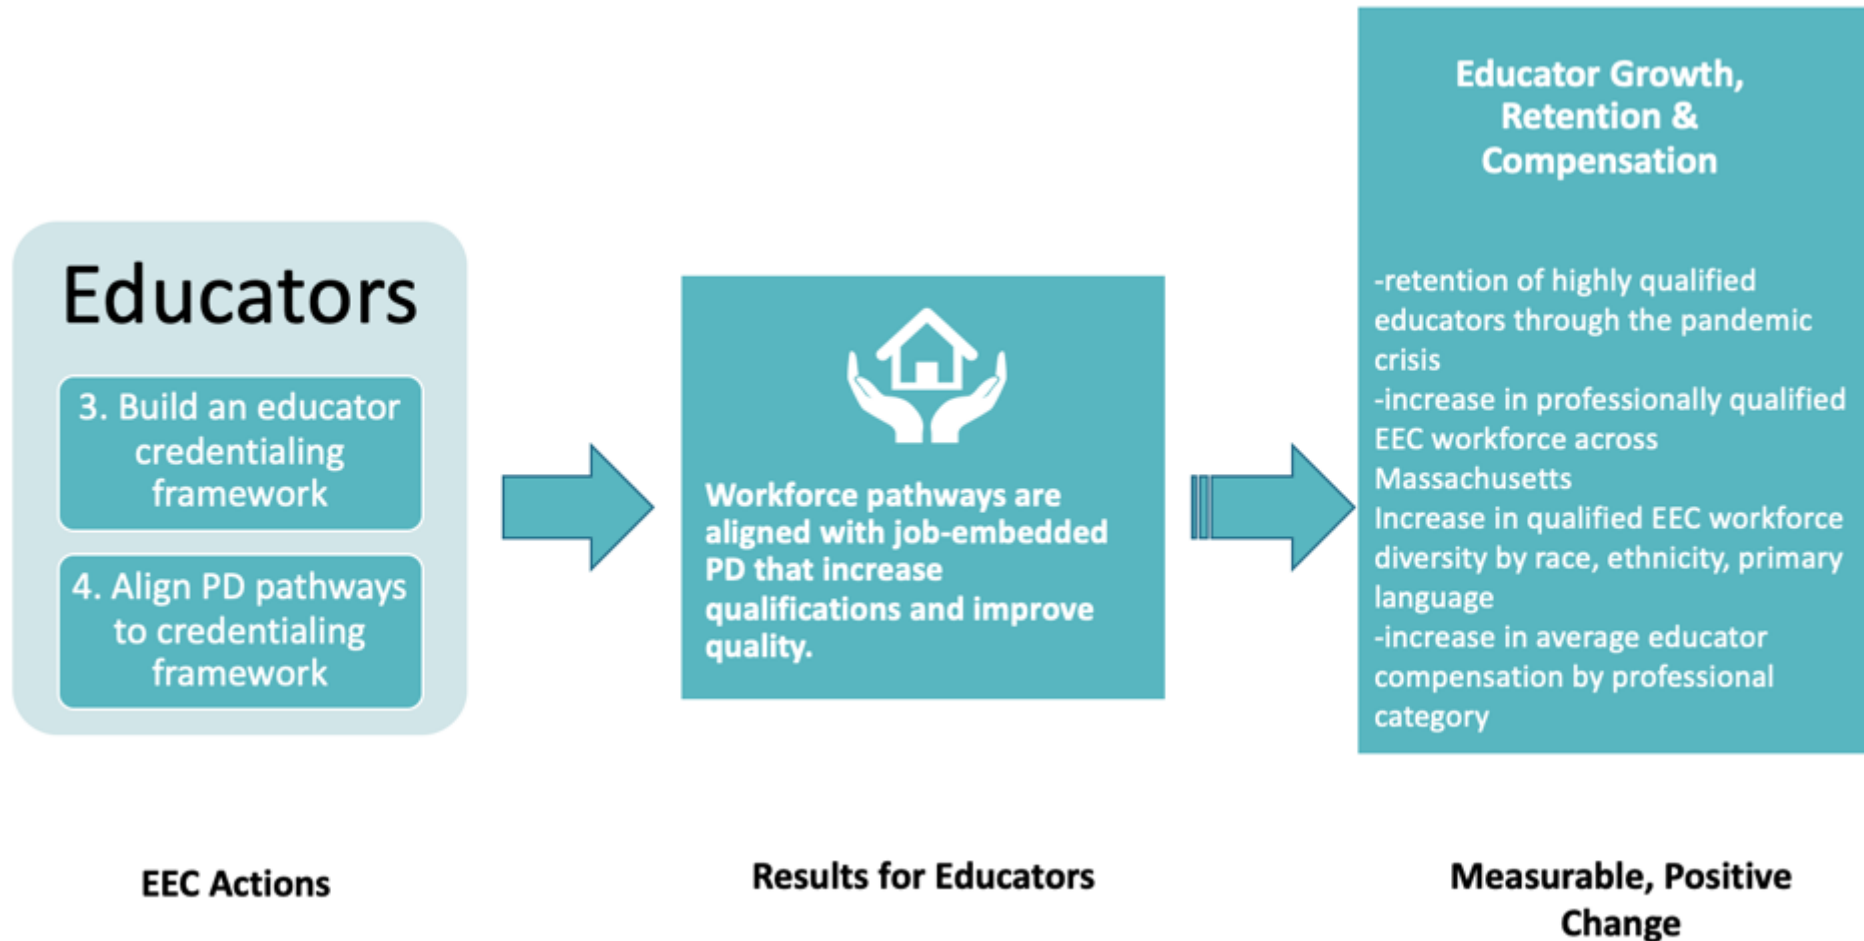 Educators
3. Build an educator
credentialing
framework
4. Align PD pathways
to credentialing
framework
EEC Actions
Workforce pathways are
aligned with job-embedded
PD that increase
qualifications and improve
quality.
Results for Educators
Educator Growth,
Retention &
Compensation
-retention of highly qualified
educators through the pandemic
crisis
-increase in professionally qualified
EEC workforce across
Massachusetts
Increase in qualified EEC workforce
diversity by race, ethnicity, primary
language
-increase in average educator
compensation by professional
category
Measurable, Positive
Change